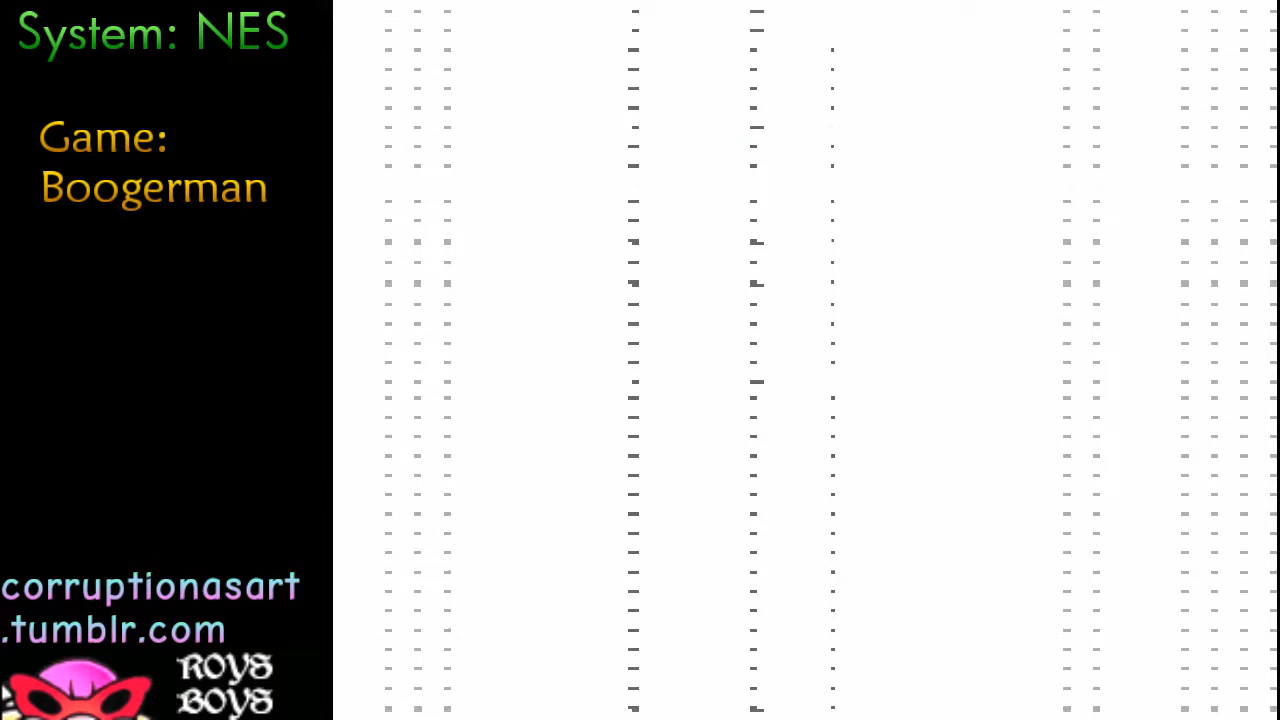 System: NES
Game:
Boogerman
corruptionasart
.tumblr.com
ROYS
BOYS